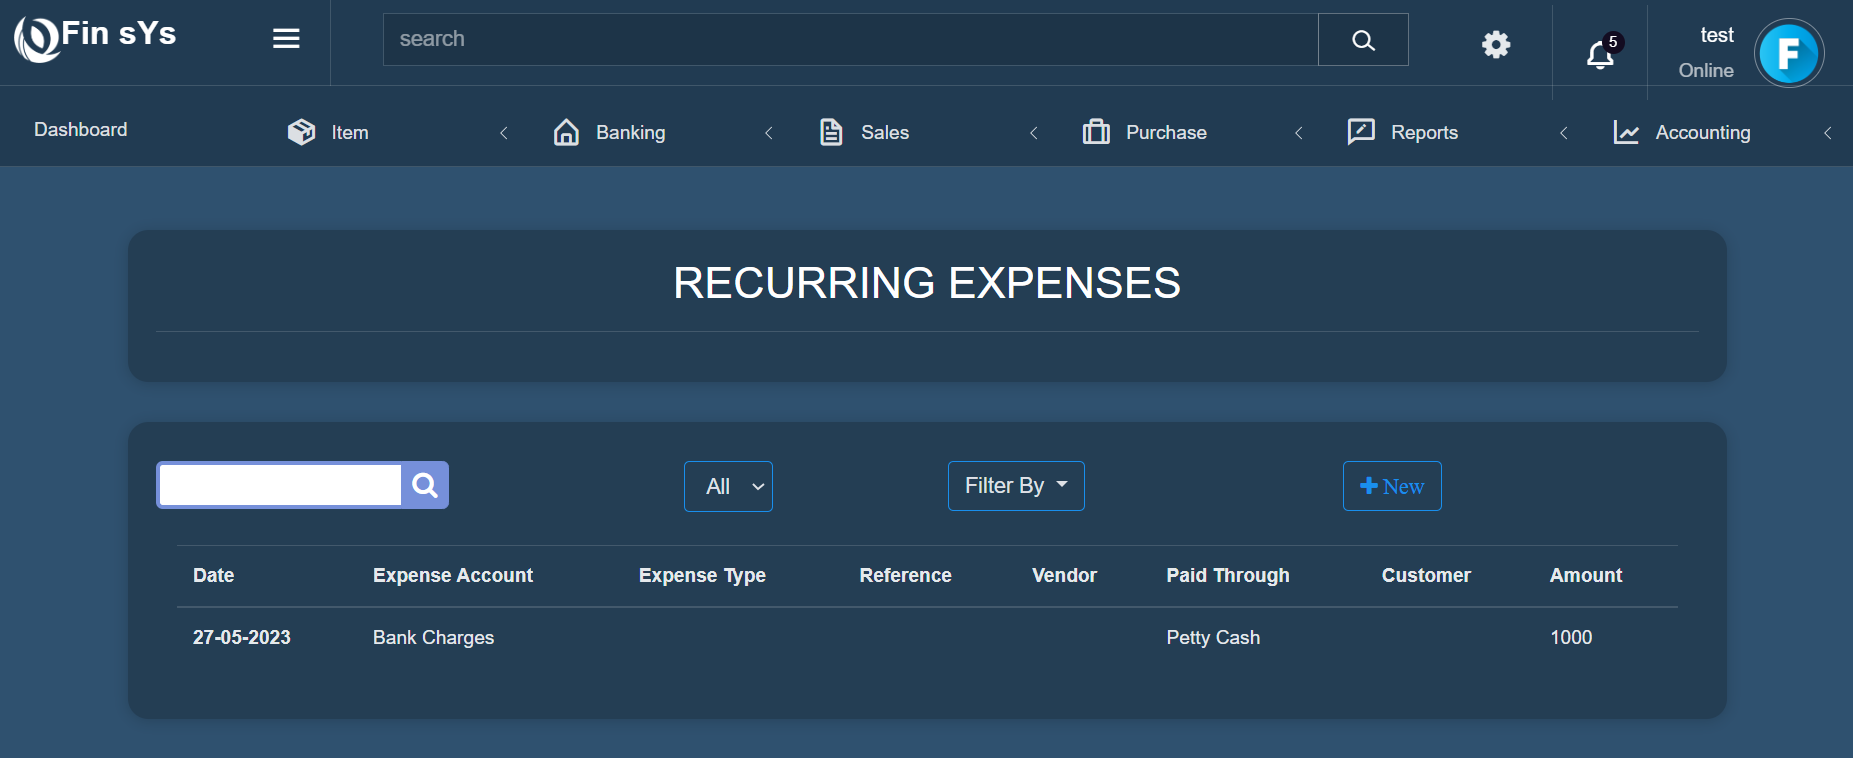 Fin sYs
search
5
test
Online
F
Dashboard
Item
Banking
Sales
Purchase
Reports
Accounting
RECURRING EXPENSES
All
Filter By
New
Date Expense Account Expense Type Reference Vendor Paid Through Customer Amount
27-05-2023 Bank Charges Petty Cash 1000